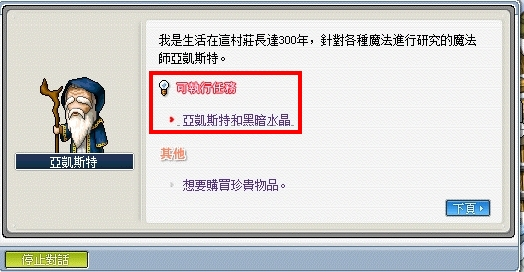 我是生活在這村莊長達300年，針對各種魔法進行研究的魔法
師亞凱斯特。
可執行任務
亞凱斯特和黑暗水晶
亞凱斯特
其他
想要購買珍貴物品。
下頁
停止對話